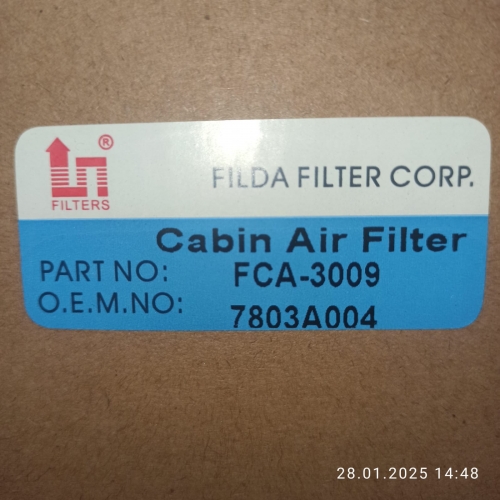 ®
FILTERS
FILDA FILTER CORP.
Cabin Air Filter
PART NO: FCA-3009
O.E.M.NO: 7803A004
28.01.2025 14:48